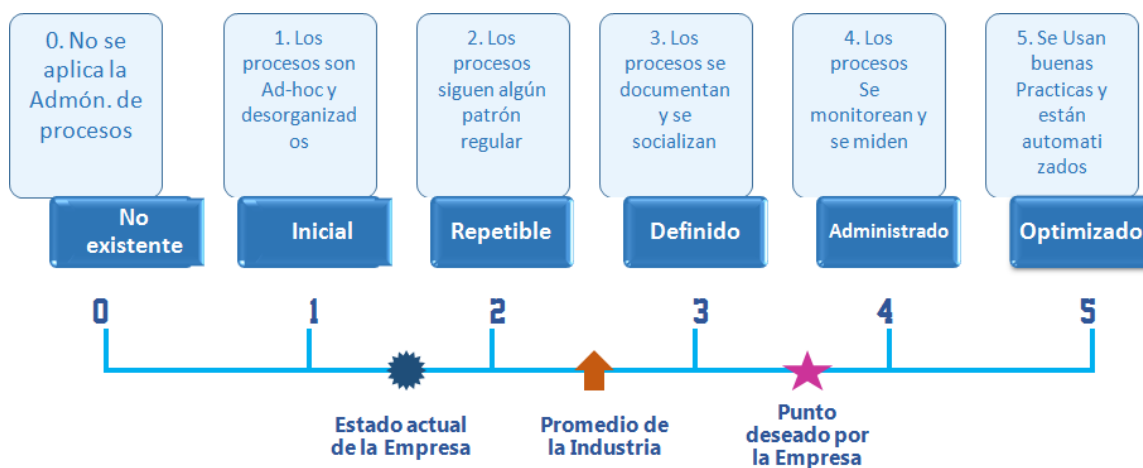 0. No se
aplica la
Admón. de
procesos
1. Los
procesos son
Ad-hoc y
desorganizad
os
2. Los
procesos
siguen algún
patrón
regular
3. Los
procesos se
documentan
y se
socializan
4. Los
procesos
Se
monitorean y
se miden
5. Se Usan
buenas
Practicas y
están
automati
zados
No
existente
Inicial
Repetible
Definido
Administrado
Optimizado
0
1
2
3
4
5
Estado actual
de la Empresa
Promedio de
la Industria
Punto
deseado por
la Empresa